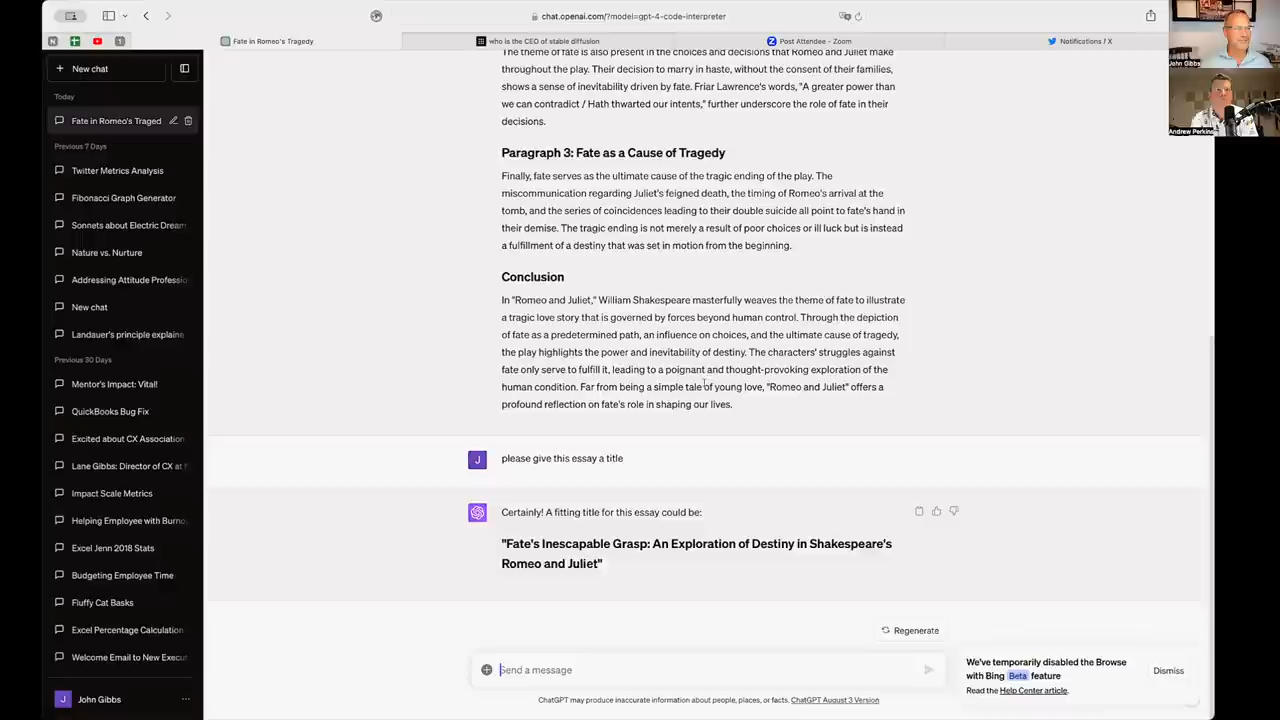 chat.openai.com/?model=gpt-4-code-interpreter
Fate in Romeo's Tragedy
who is the CEO of stable diffusion
Post Attendee - Zoom
Notifications / X
New chat
Today
Fate in Romeo's Traged
Previous 7 Days
Twitter Metrics Analysis
Fibonacci Graph Generator
Sonnets about Electric Dream
Nature vs. Nurture
Addressing Attitude Professio
New chat
Landauer's principle explaine
Previous 30 Days
Mentor's Impact: Vital!
QuickBooks Bug Fix
Excited about CX Association
Lane Gibbs: Director of CX at
Impact Scale Metrics
Helping Employee with Burno
Excel Jenn 2018 Stats
Budgeting Employee Time
Fluffy Cat Basks
Excel Percentage Calculation
Welcome Email to New Execut
J John Gibbs
The theme of fate is also present in the choices and decisions that Romeo and Juliet make
throughout the play. Their decision to marry in haste, without the consent of their families,
shows a sense of inevitability driven by fate. Friar Lawrence's words, "A greater power than
we can contradict / Hath thwarted our intents," further underscore the role of fate in their
decisions.
Paragraph 3: Fate as a Cause of Tragedy
Finally, fate serves as the ultimate cause of the tragic ending of the play. The
miscommunication regarding Juliet's feigned death, the timing of Romeo's arrival at the
tomb, and the series of coincidences leading to their double suicide all point to fate's hand in
their demise. The tragic ending is not merely a result of poor choices or ill luck but is instead
a fulfillment of a destiny that was set in motion from the beginning.
Conclusion
In "Romeo and Juliet," William Shakespeare masterfully weaves the theme of fate to illustrate
a tragic love story that is governed by forces beyond human control. Through the depiction
of fate as a predetermined path, an influence on choices, and the ultimate cause of tragedy,
the play highlights the power and inevitability of destiny. The characters' struggles against
fate only serve to fulfill it, leading to a poignant and thought-provoking exploration of the
human condition. Far from being a simple tale of young love, "Romeo and Juliet" offers a
profound reflection on fate's role in shaping our lives.
J please give this essay a title
Certainly! A fitting title for this essay could be:
"Fate's Inescapable Grasp: An Exploration of Destiny in Shakespeare's
Romeo and Juliet"
Regenerate
Send a message
ChatGPT may produce inaccurate information about people, places, or facts. ChatGPT August 3 Version
We've temporarily disabled the Browse
with Bing Beta feature
Read the Help Center article.
Dismiss
John Gibbs
Andrew Perkins